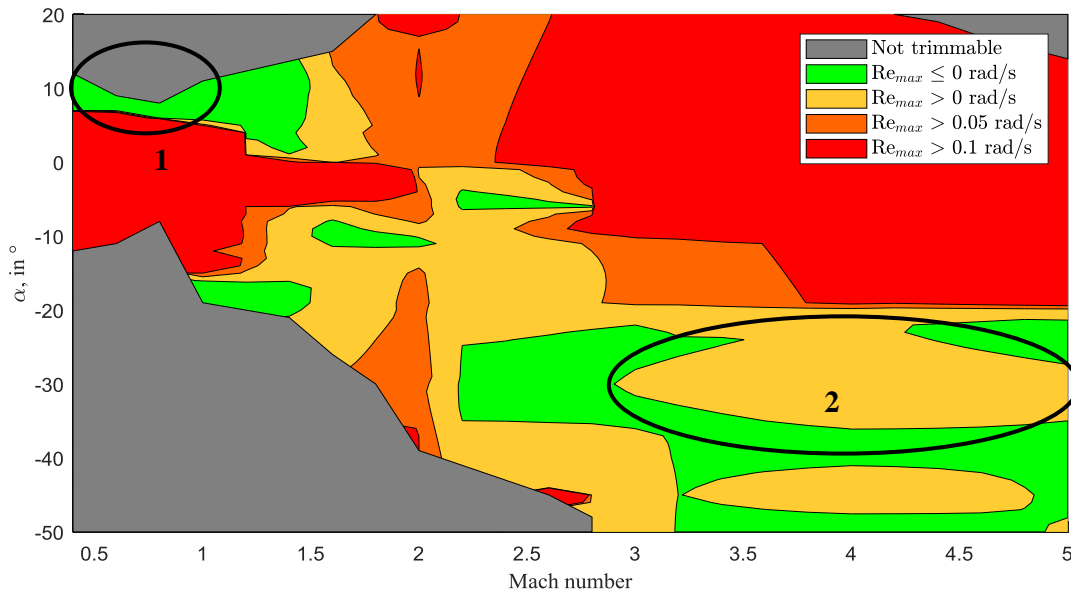 20
10
0
-10
-20
-30
-40
-50
α, in °
0.5 1 1.5 2 2.5 3 3.5 4 4.5 5
Mach number
Not trimmable
Re_max ≤ 0 rad/s
Re_max > 0 rad/s
Re_max > 0.05 rad/s
Re_max > 0.1 rad/s
1
2